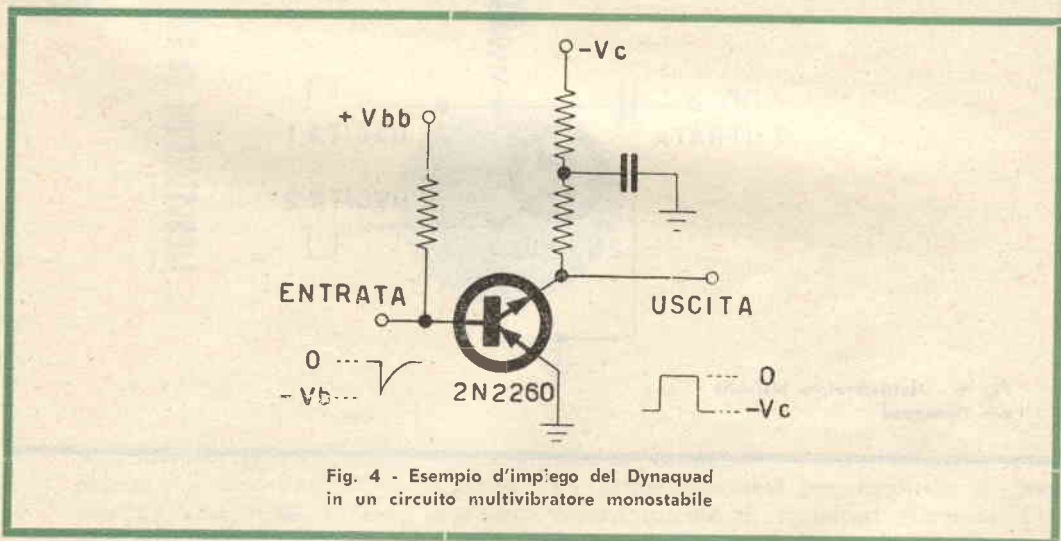 -Vc
+ Vbb
ENTRATA
USCITA
0
- Vb
2N2260
0
-Vc
Fig. 4 - Esempio d'impiego del Dynaquad
in un circuito multivibratore monostabile